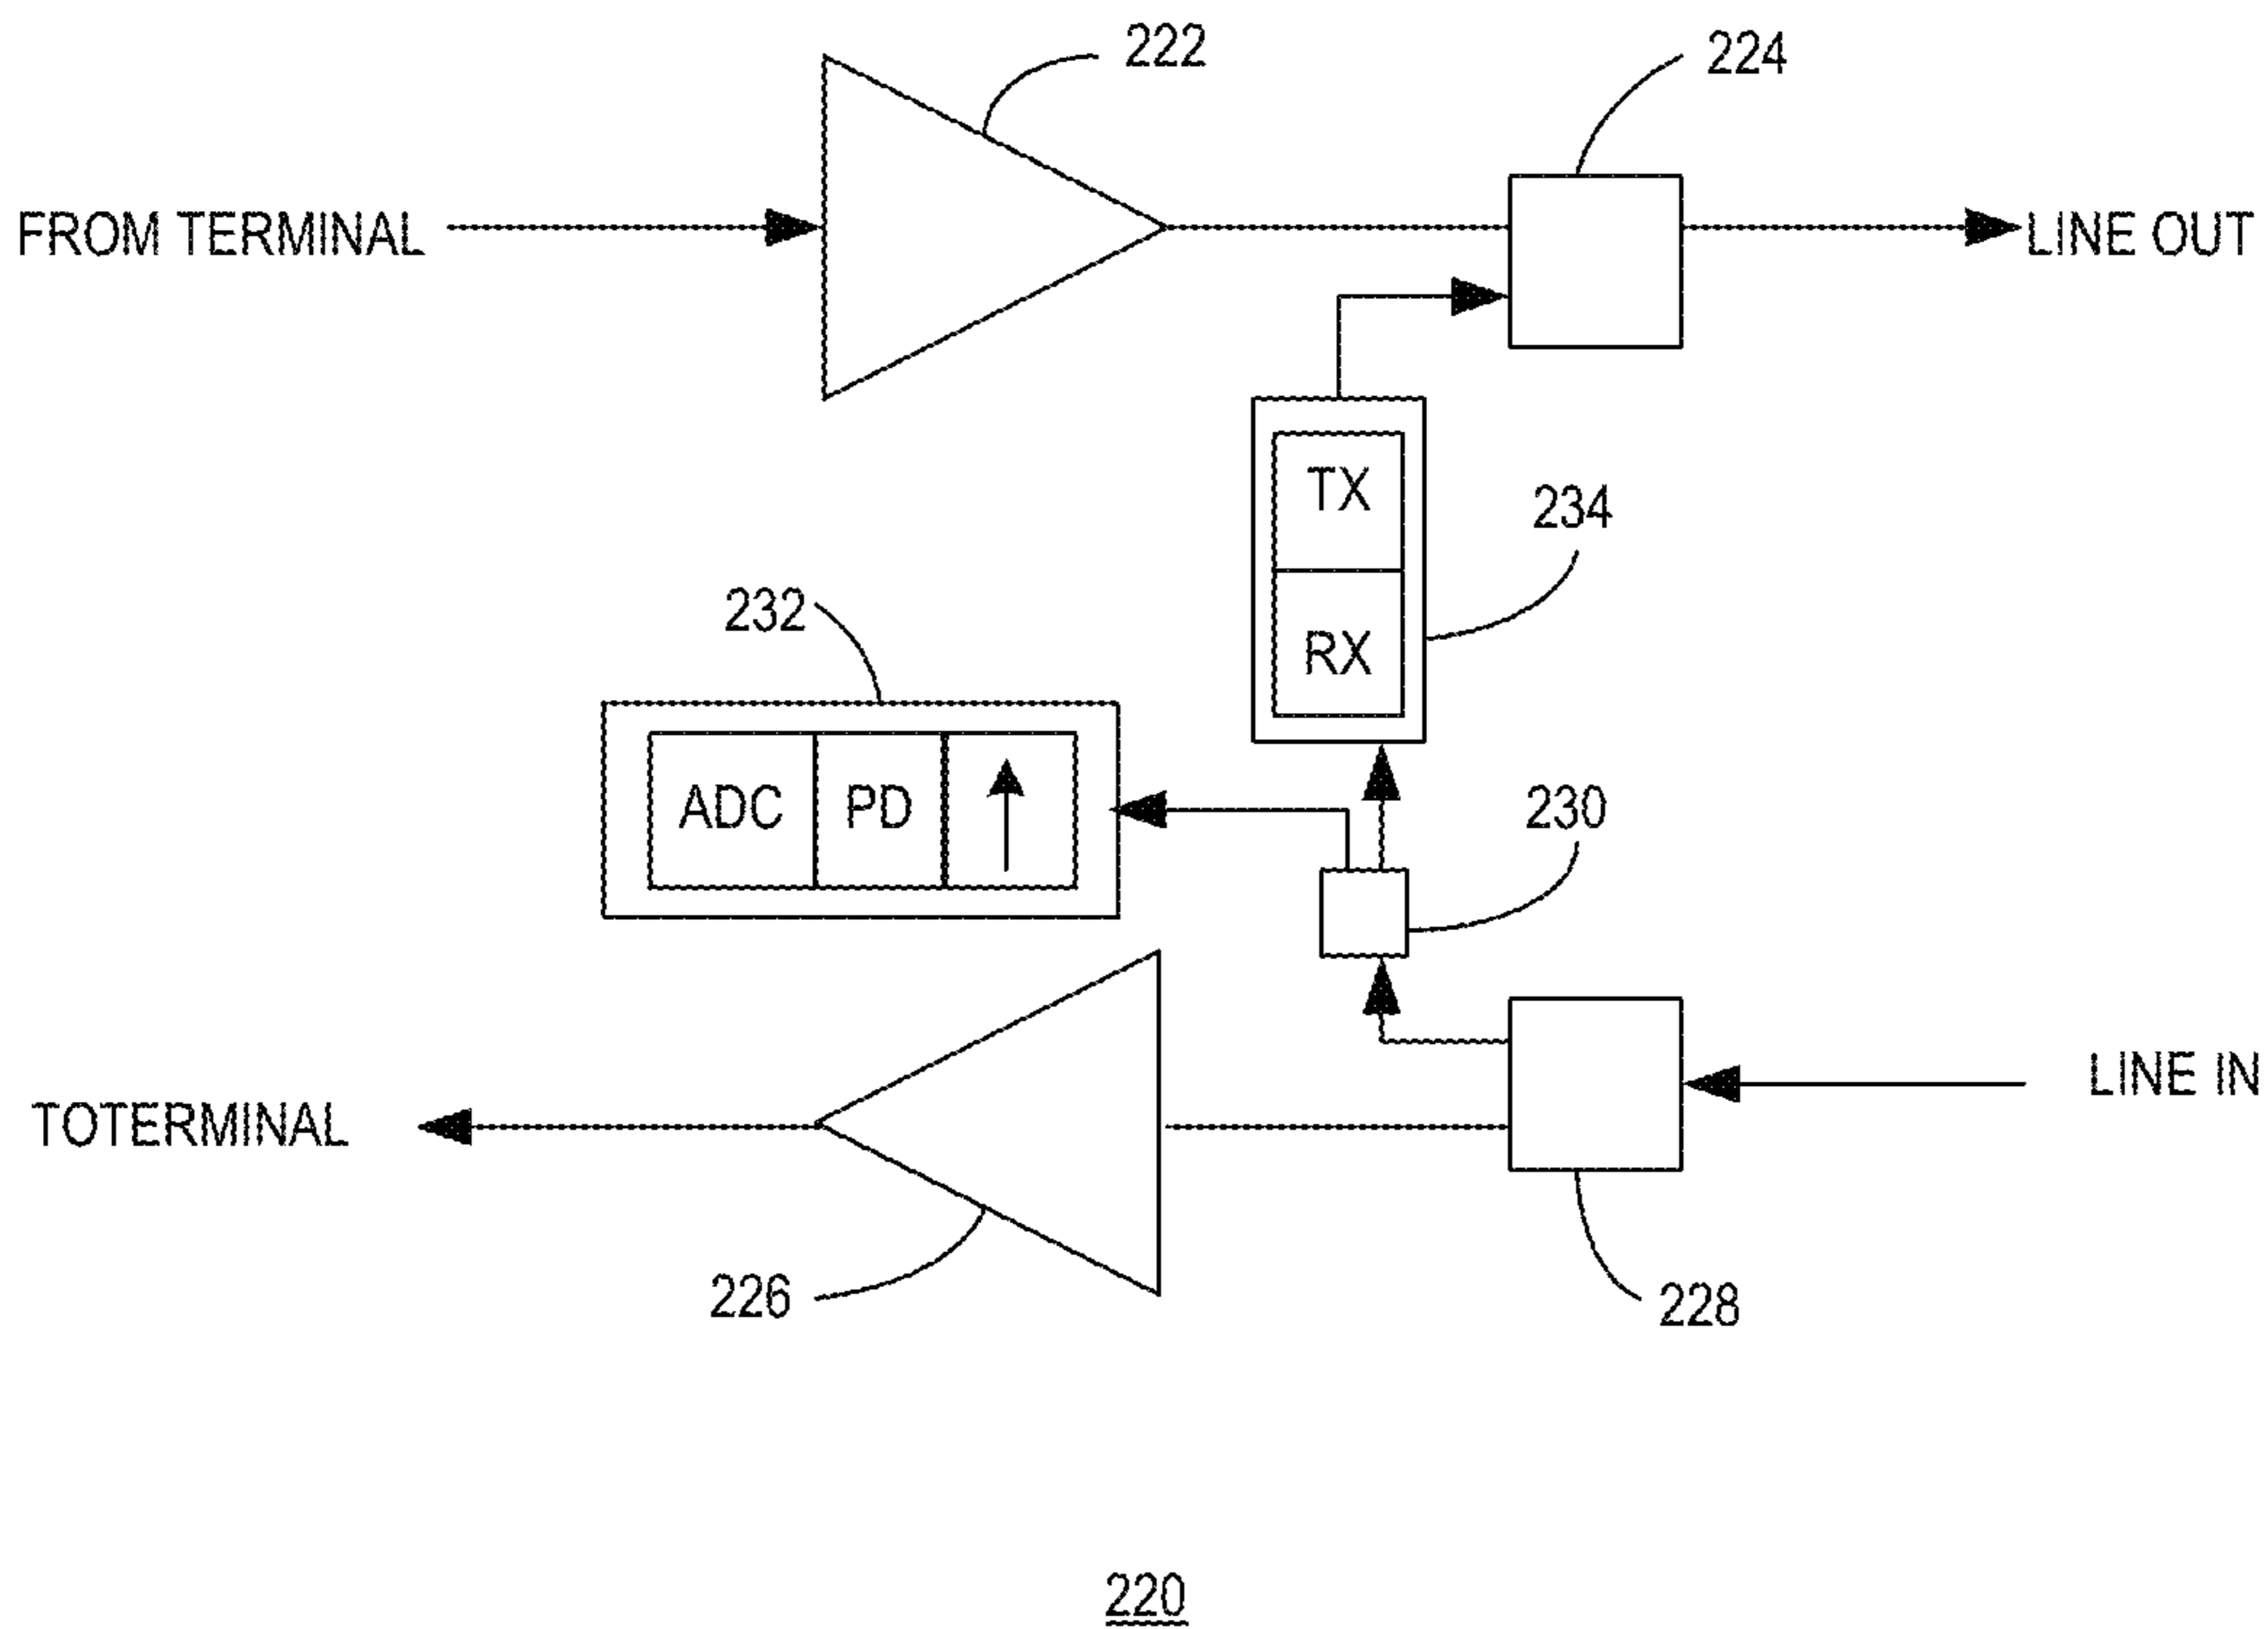 222
224
FROM TERMINAL
LINE OUT
TX
234
RX
232
ADC
PD
230
LINE IN
TOTERMINAL
226
228
220